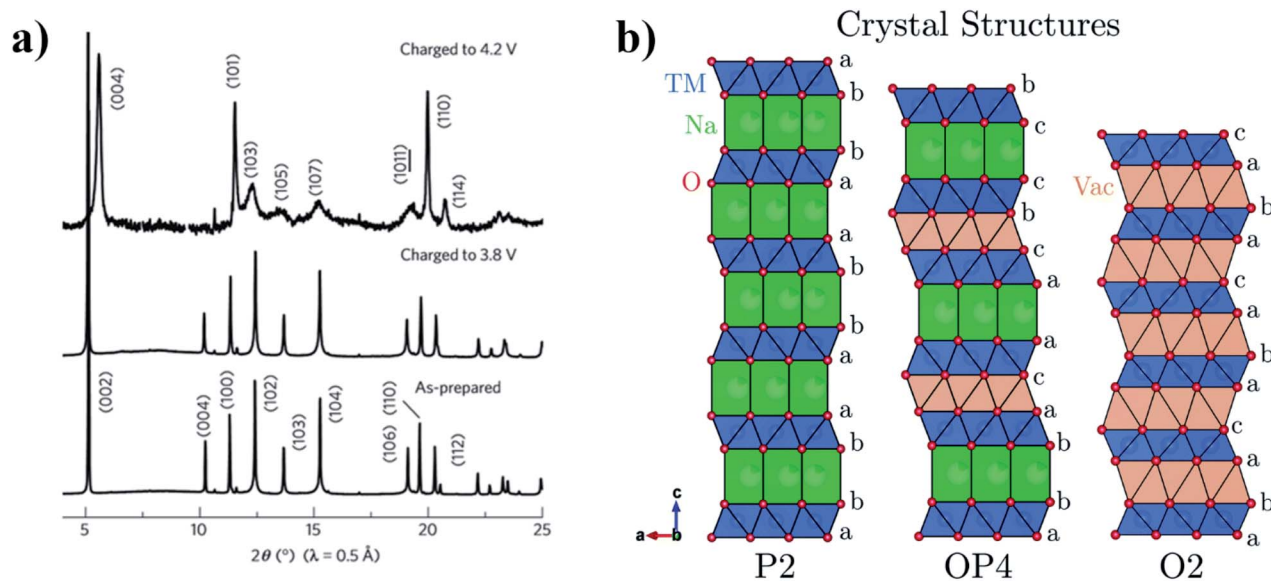 a)
Charged to 4.2 V
(004)
(101)
(103)
(105)
(107)
(1011)
(110)
(114)
Charged to 3.8 V
As-prepared
(002)
(004)
(100)
(102)
(103)
(104)
(106)
(110)
(112)
5 10 15 20 25
2θ (°) (λ = 0.5 Å)
b) Crystal Structures
TM
Na
O
Vac
a
b
b
a
a
b
b
a
a
b
b
a
b
c
c
b
c
a
a
c
a
b
b
a
c
a
b
a
c
b
a
c
a
b
a
c
a b
P2 OP4 O2